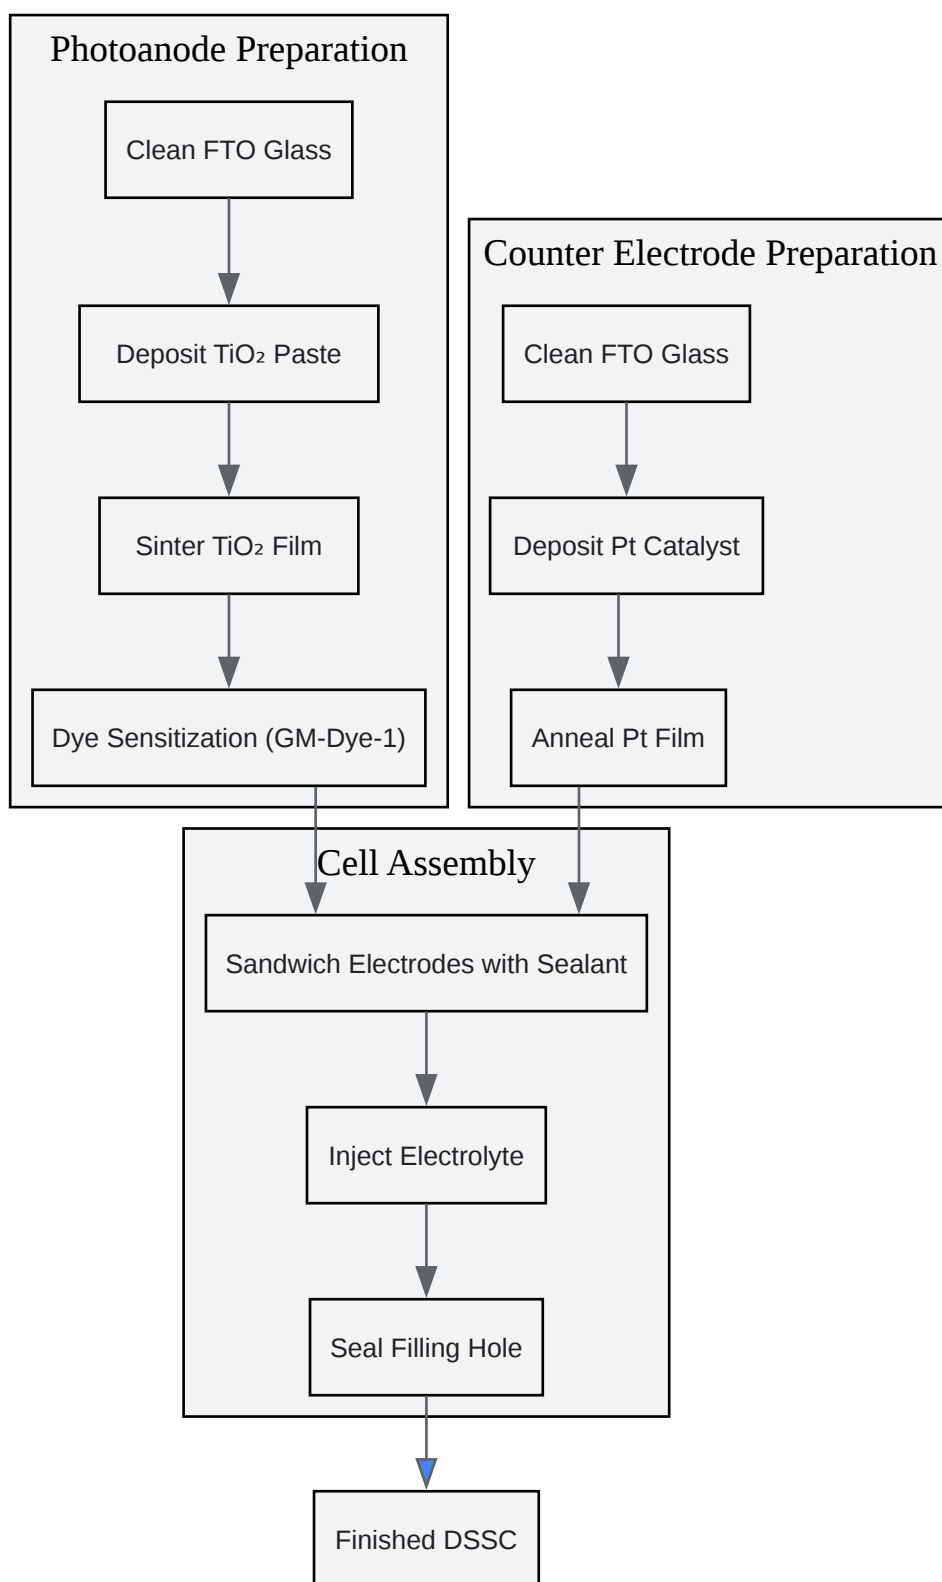 Photoanode Preparation
Clean FTO Glass
Deposit TiO₂ Paste
Sinter TiO₂ Film
Dye Sensitization (GM-Dye-1)
Counter Electrode Preparation
Clean FTO Glass
Deposit Pt Catalyst
Anneal Pt Film
Cell Assembly
Sandwich Electrodes with Sealant
Inject Electrolyte
Seal Filling Hole
Finished DSSC